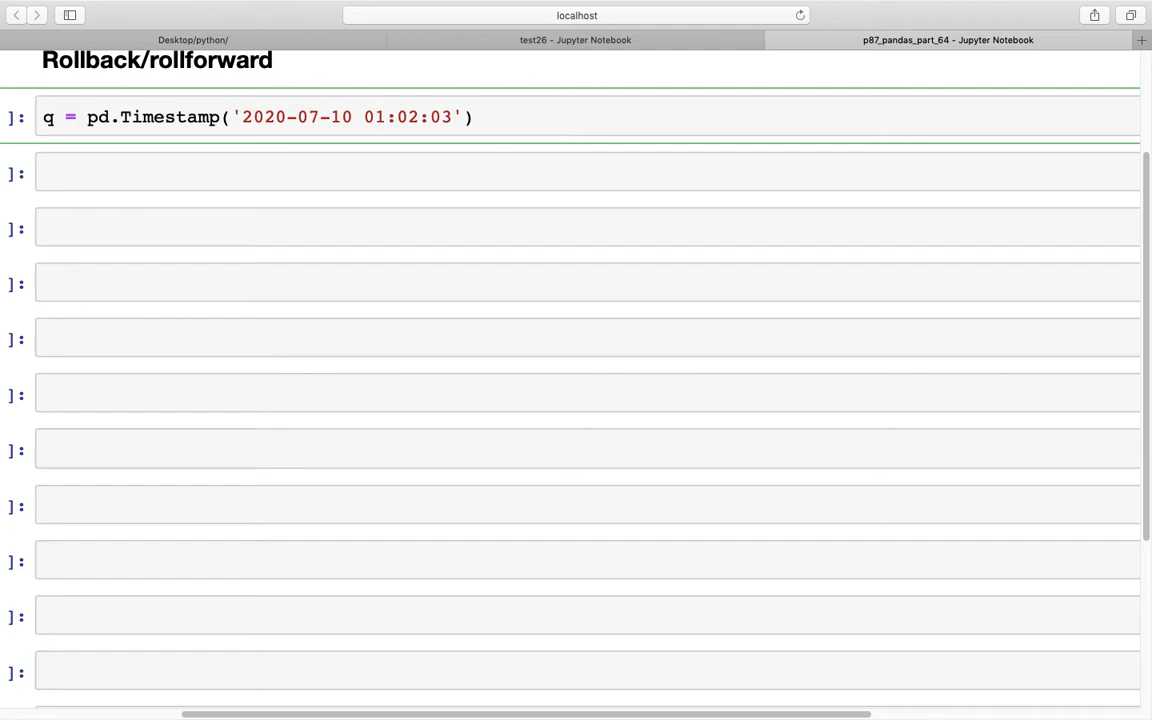 localhost
Desktop/python/
test26 - Jupyter Notebook
p87_pandas_part_64 - Jupyter Notebook
Rollback/rollforward
]: q = pd.Timestamp('2020-07-10 01:02:03')
]:
]:
]:
]:
]:
]:
]:
]:
]:
]: